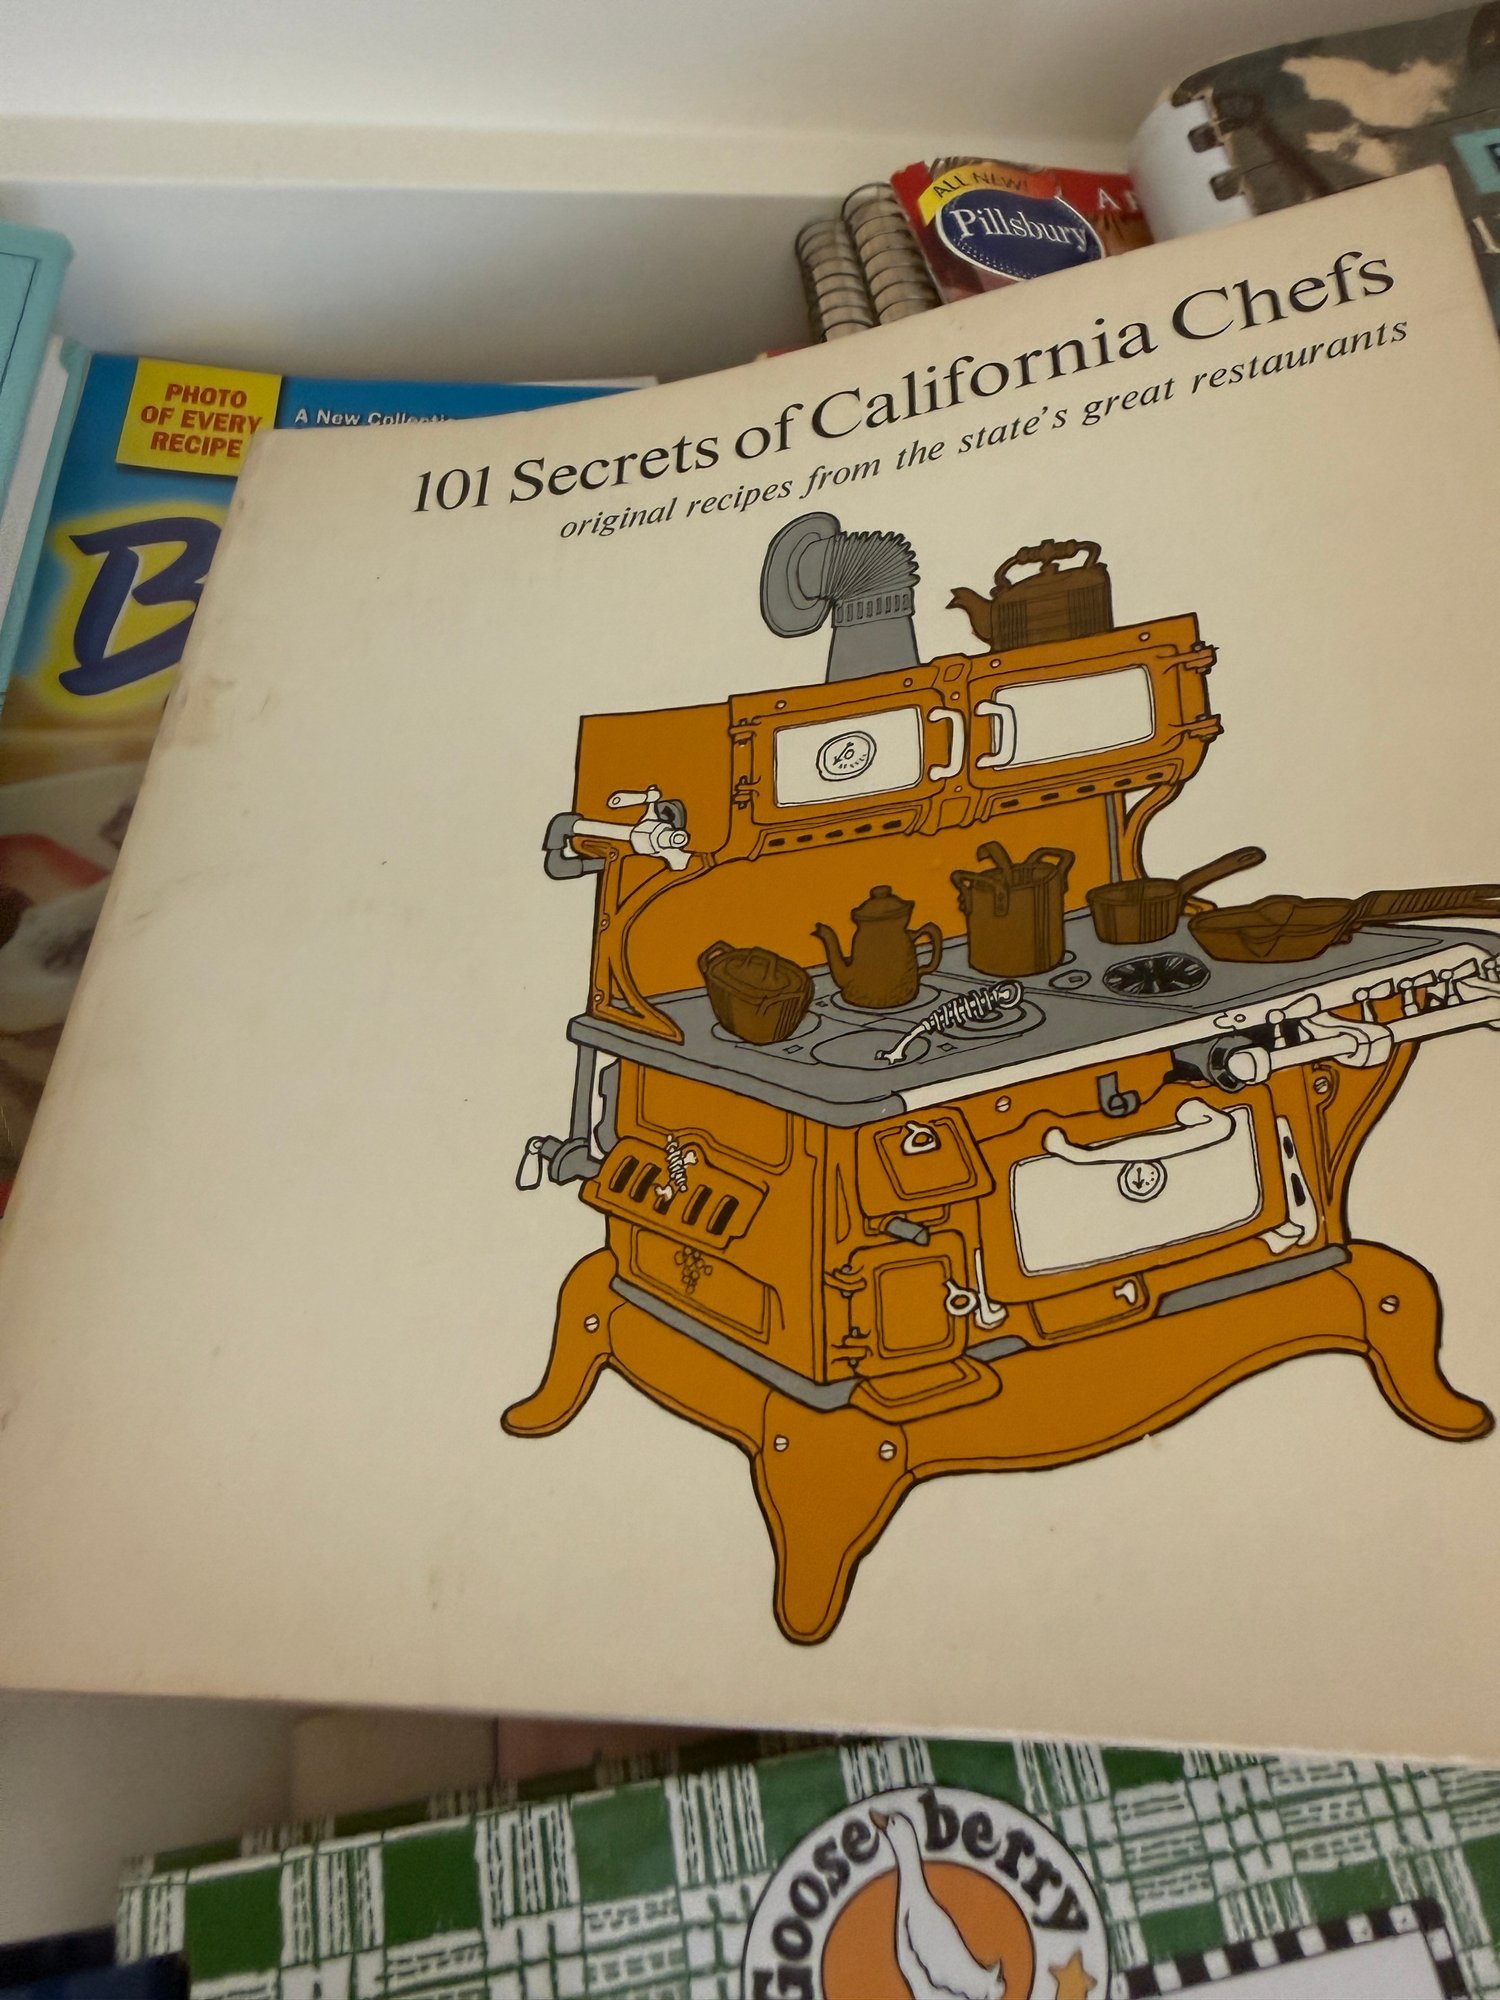 ALL NEW!
Pillsbury
PHOTO
OF EVERY
RECIPE
A New
101 Secrets of California Chefs
original recipes from the state's great restaurants
Gooseberry